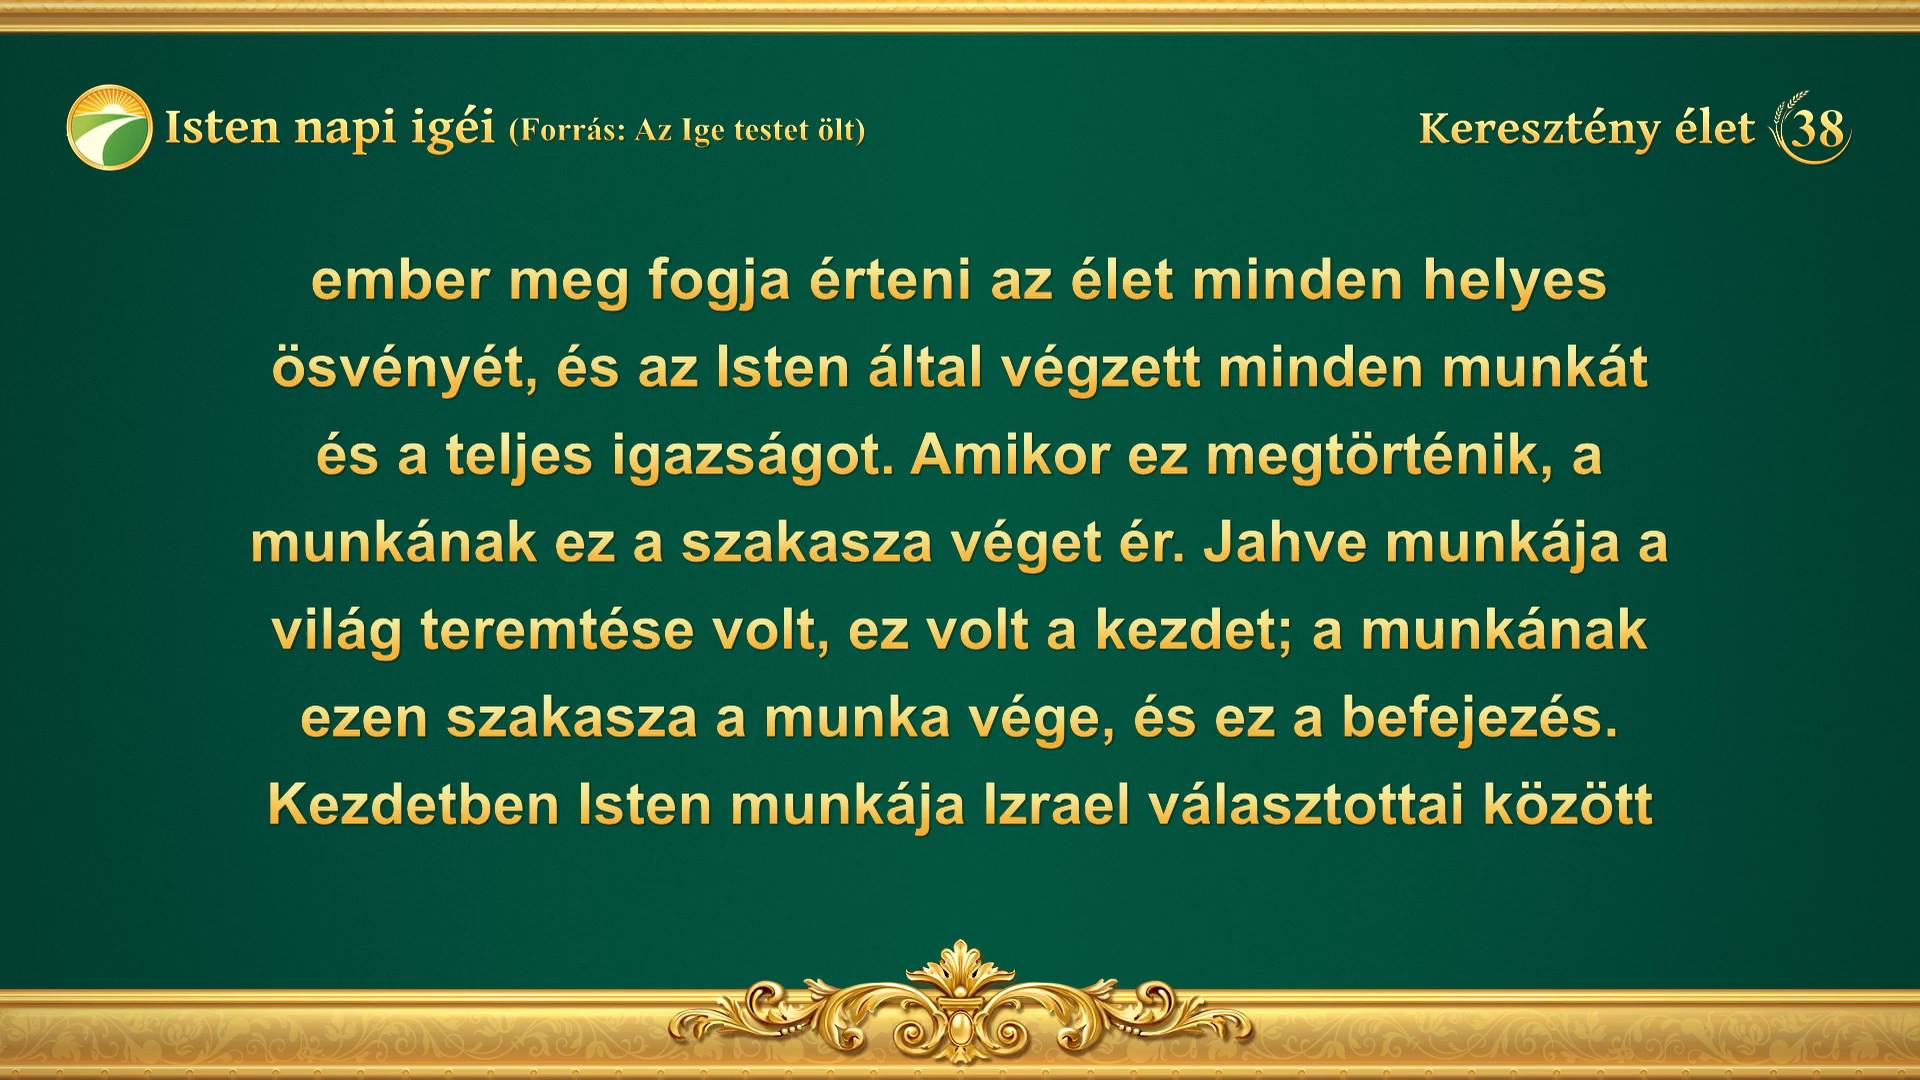 Isten napi igéi (Forrás: Az Ige testet ölt)
Keresztény élet 38
ember meg fogja érteni az élet minden helyes
ösvényét, és az Isten által végzett minden munkát
és a teljes igazságot. Amikor ez megtörténik, a
munkának ez a szakasza véget ér. Jahve munkája a
világ teremtése volt, ez volt a kezdet; a munkának
ezen szakasza a munka vége, és ez a befejezés.
Kezdetben Isten munkája Izrael választottai között